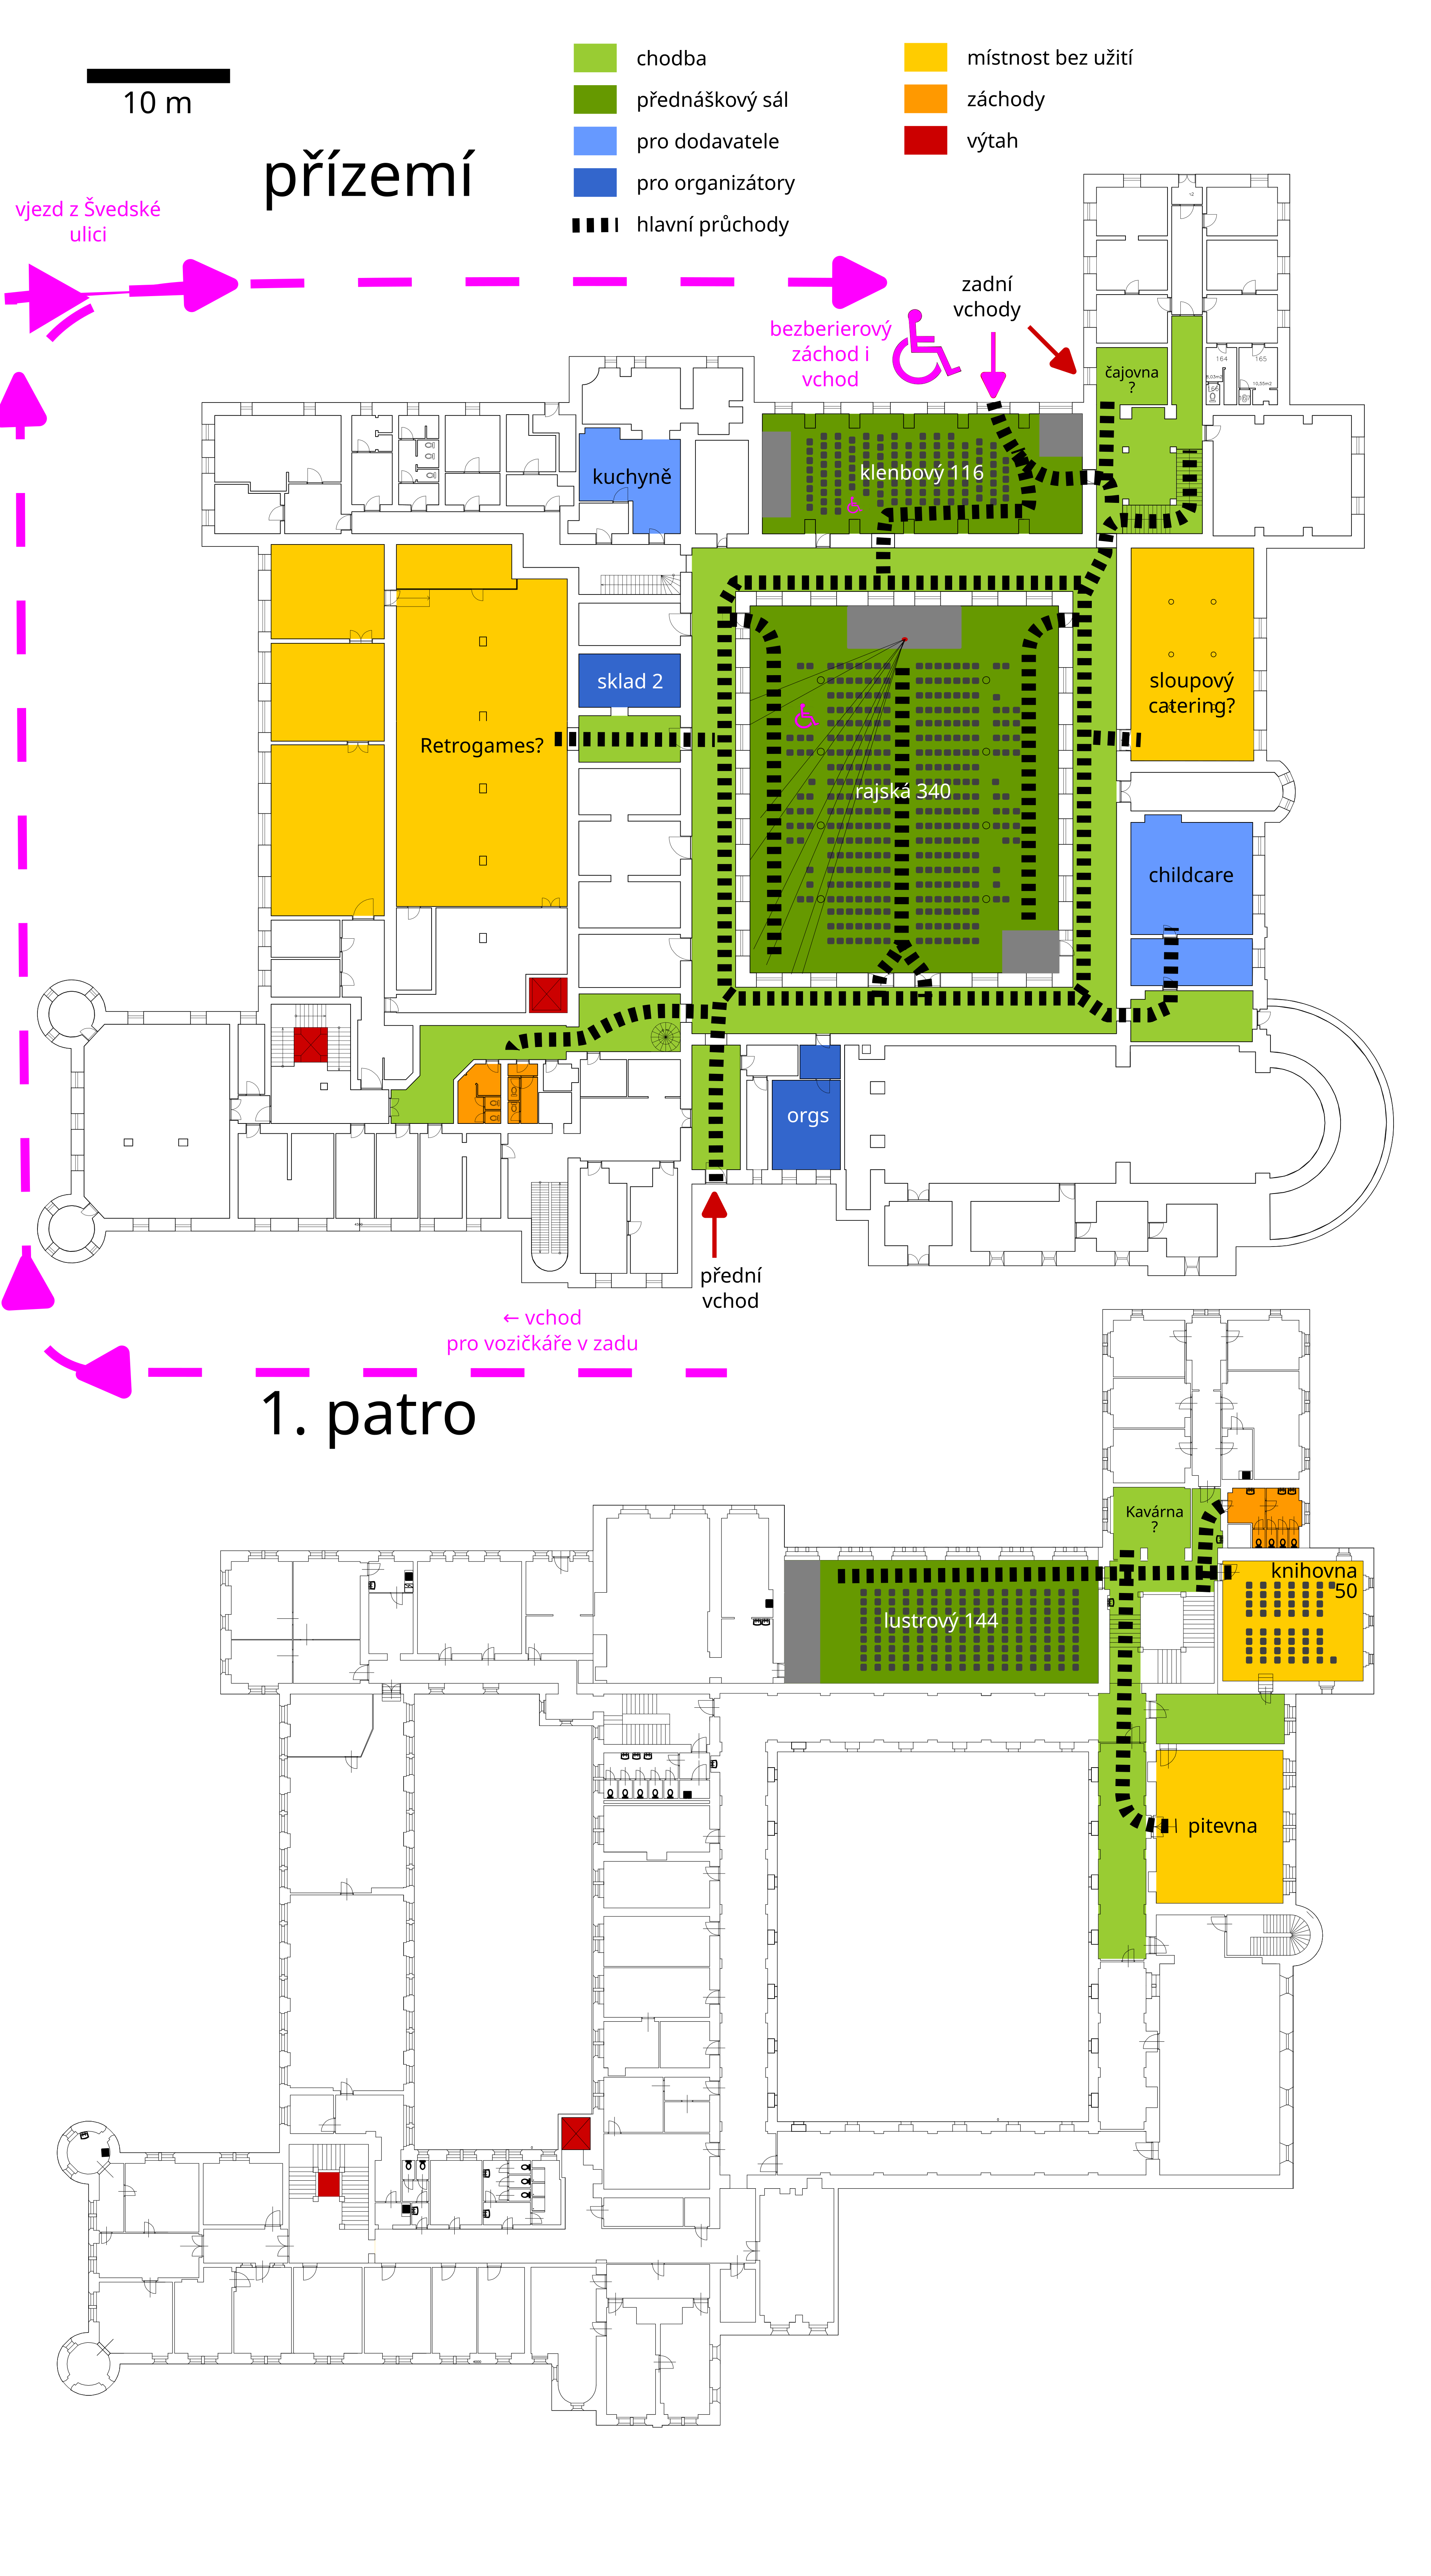 10 m
přízemí
chodba
přednáškový sál
pro dodavatele
pro organizátory
hlavní průchody
místnost bez užití
záchody
výtah
vjezd z Švedské
ulici
bezberierový
záchod i
vchod
zadní
vchody
čajovna
?
164
165
kuchyně
klenbový 116
sklad 2
Retrogames?
rajská 340
sloupový
catering?
childcare
orgs
přední
vchod
← vchod
pro vozičkáře v zadu
1. patro
Kavárna
?
knihovna
50
lustrový 144
pitevna